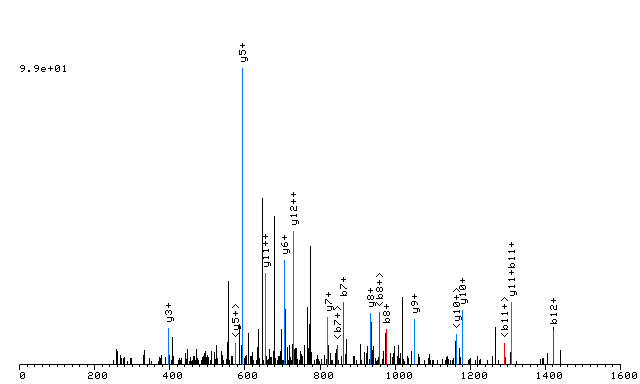 9.9e+01
y3+
<y5+>
y5+
y11++
y6+
y12++
y7+
<b7+>
b7+
y8+
<b8+>
b8+
y9+
<y10+>
y10+
<b11+>
y11+b11+
b12+
0
200
400
600
800
1000
1200
1400
1600